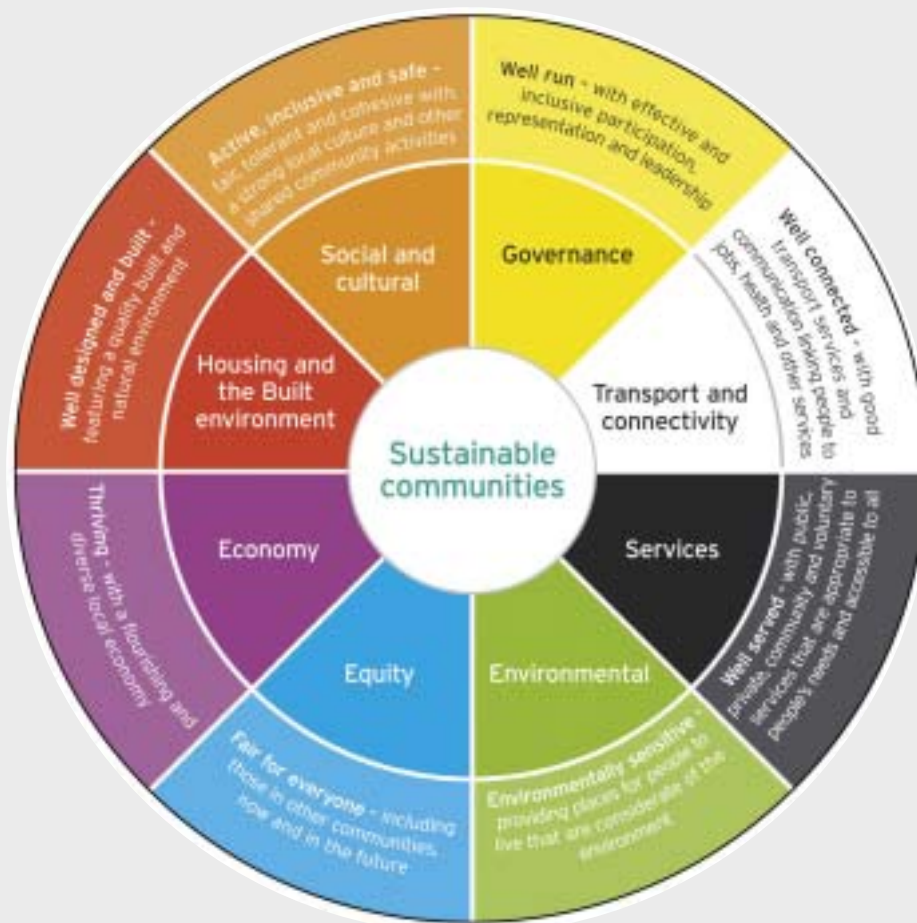 Sustainable
communities
Governance
Well run - with effective and
inclusive participation,
representation and leadership
Transport and
connectivity
Well connected - with good
transport services and
communication linking people to
jobs, health and other services
Services
Well served - with public,
private, community and voluntary
services that are appropriate to
people's needs and accessible to all
Environmental
Environmentally sensitive -
providing places for people to
live that are considerate of the
environment
Equity
Fair for everyone - including
those in other communities,
now and in the future
Economy
Thriving - with a flourishing and
diverse local economy
Housing and
the Built
environment
Well designed and built -
featuring a quality built and
natural environment
Social and
cultural
Active, inclusive and safe -
fair, tolerant and cohesive with
a strong local culture and other
shared community activities